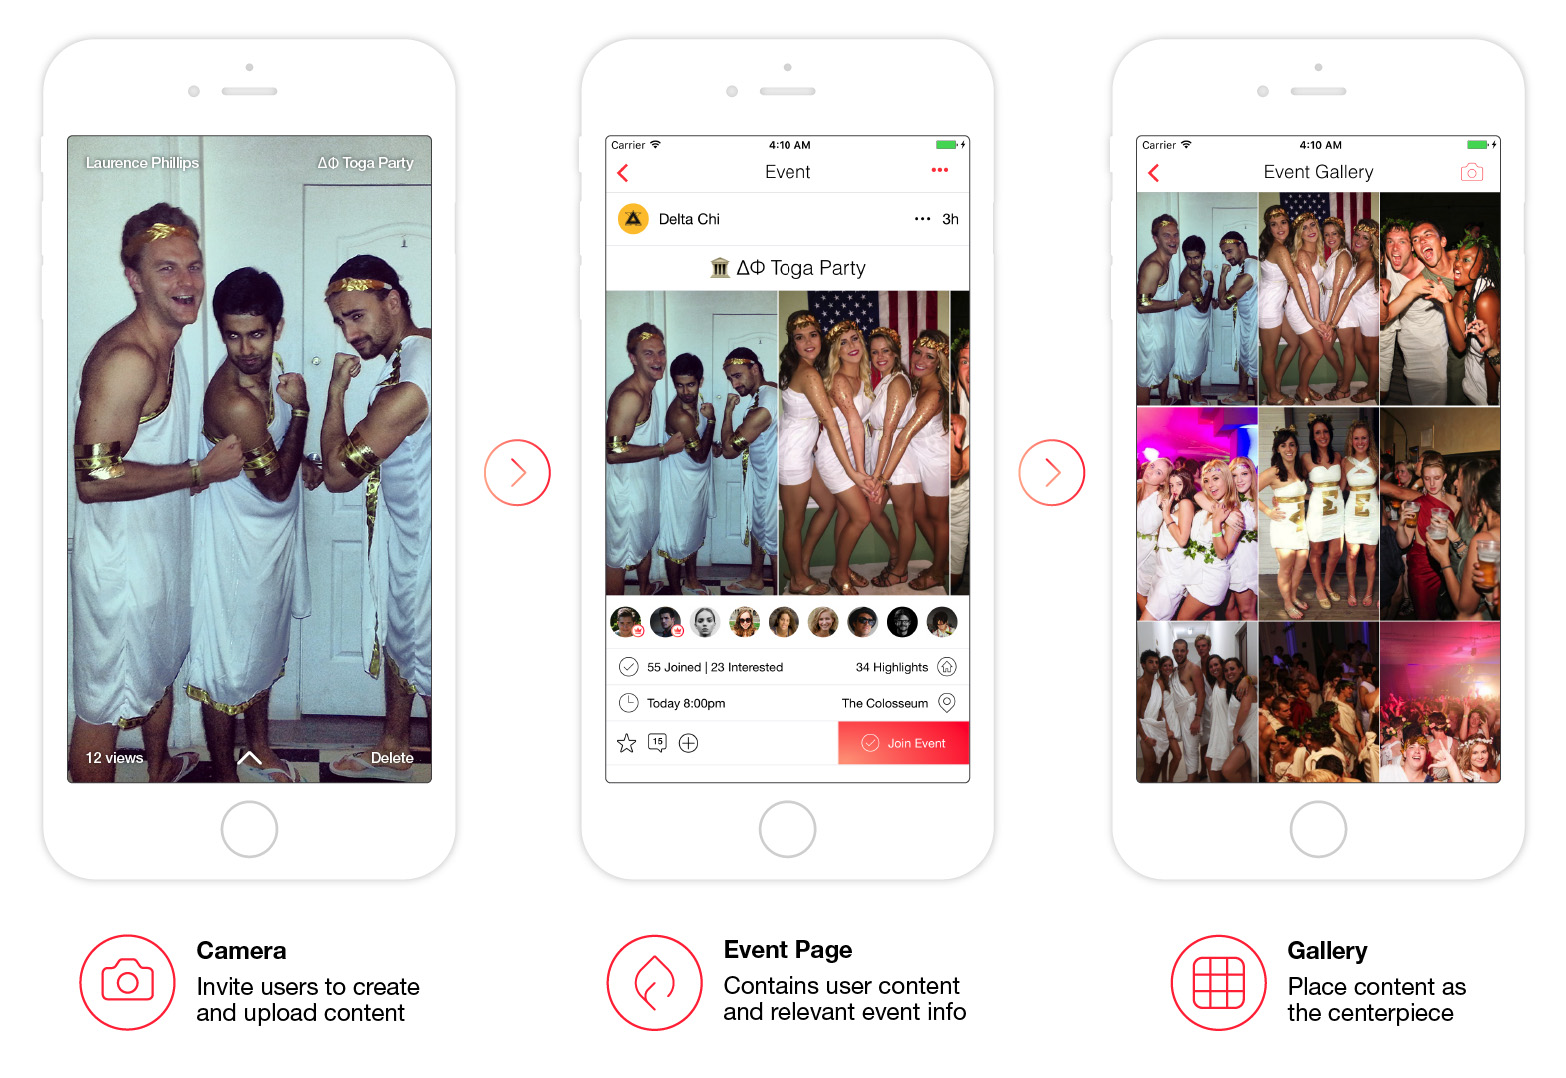 Laurence Phillips
ΔΦ Toga Party
12 views
Delete
Carrier
4:10 AM
Event
Delta Chi
••• 3h
ΔΦ Toga Party
55 Joined | 23 Interested
34 Highlights
Today 8:00pm
The Colosseum
15
Join Event
Carrier
4:10 AM
Event Gallery
Σ Σ
Camera
Invite users to create
and upload content
Event Page
Contains user content
and relevant event info
Gallery
Place content as
the centerpiece